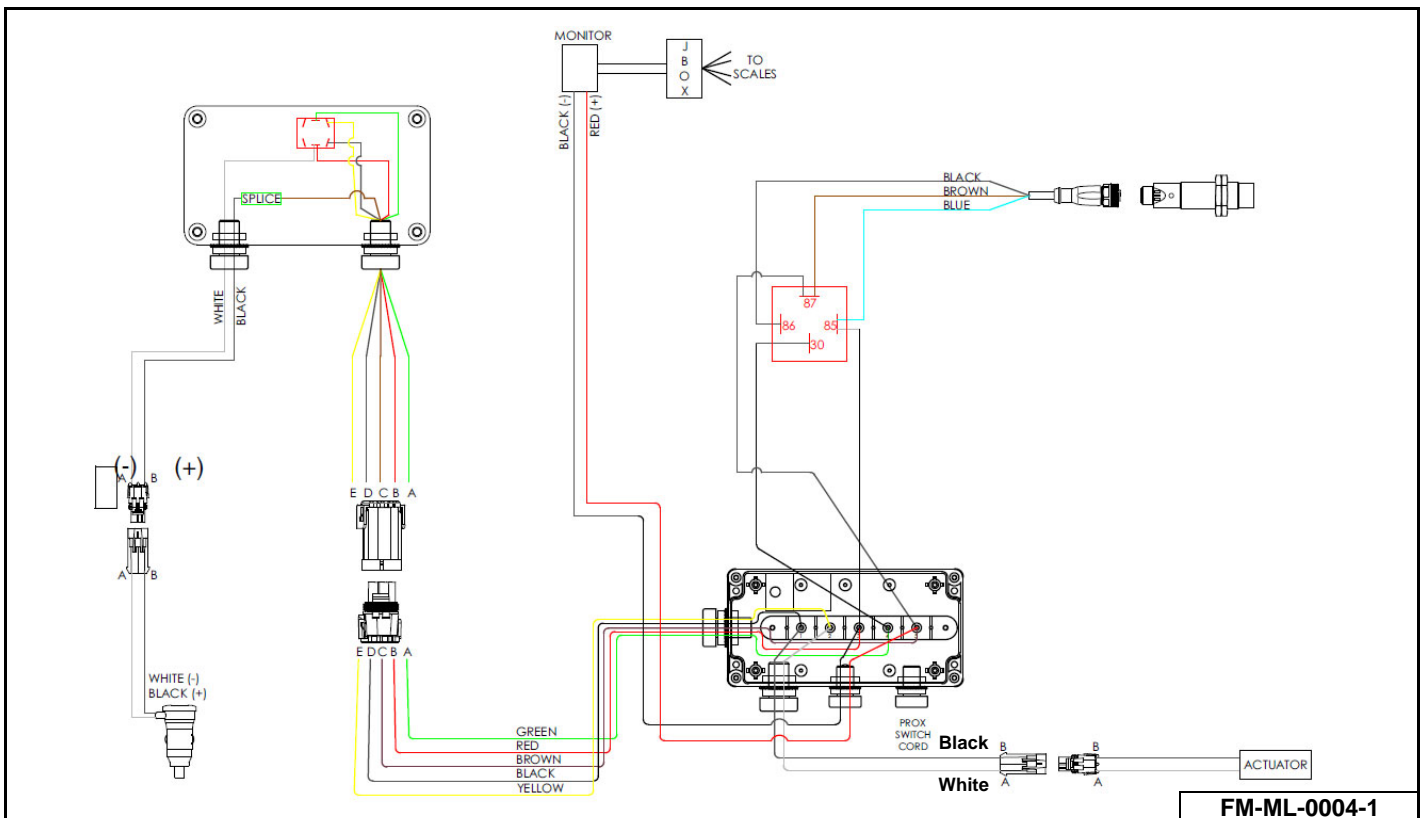 MONITOR
J
B
O
X
TO
SCALES
BLACK (-)
RED (+)
SPLICE
BLACK
BROWN
BLUE
87
86
85
30
WHITE
BLACK
(-)
(+)
A
B
E D C B A
A
B
E D C B A
WHITE (-)
BLACK (+)
GREEN
RED
BROWN
BLACK
YELLOW
PROX
SWITCH
CORD
Black
White
B
A
B
A
ACTUATOR
FM-ML-0004-1